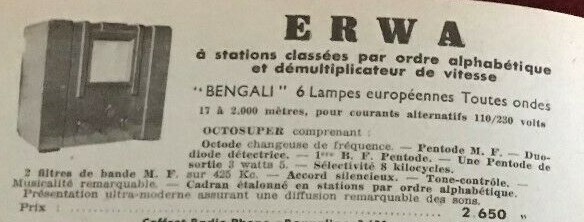 ERWA
à stations classées par ordre alphabétique
et démultiplicateur de vitesse
"BENGALI" 6 Lampes européennes Toutes ondes
17 à 2.000 mètres, pour courants alternatifs 110/230 volts
OCTOSUPER comprenant :
Octode changeuse de fréquence. — Pentode M. F. — Duo-
diode détectrice. — 1ère B. F. Pentode. — Une Pentode de
sortie 3 watts 5. — Sélectivité 8 kilocycles.
2 filtres de bande M. F. sur 425 Kc. — Accord silencieux. — Tone-contrôle. —
Musicalité remarquable. — Cadran étalonné en stations par ordre alphabétique.
Présentation ultra-moderne assurant une diffusion remarquable des sons.
Prix : 2.650 »